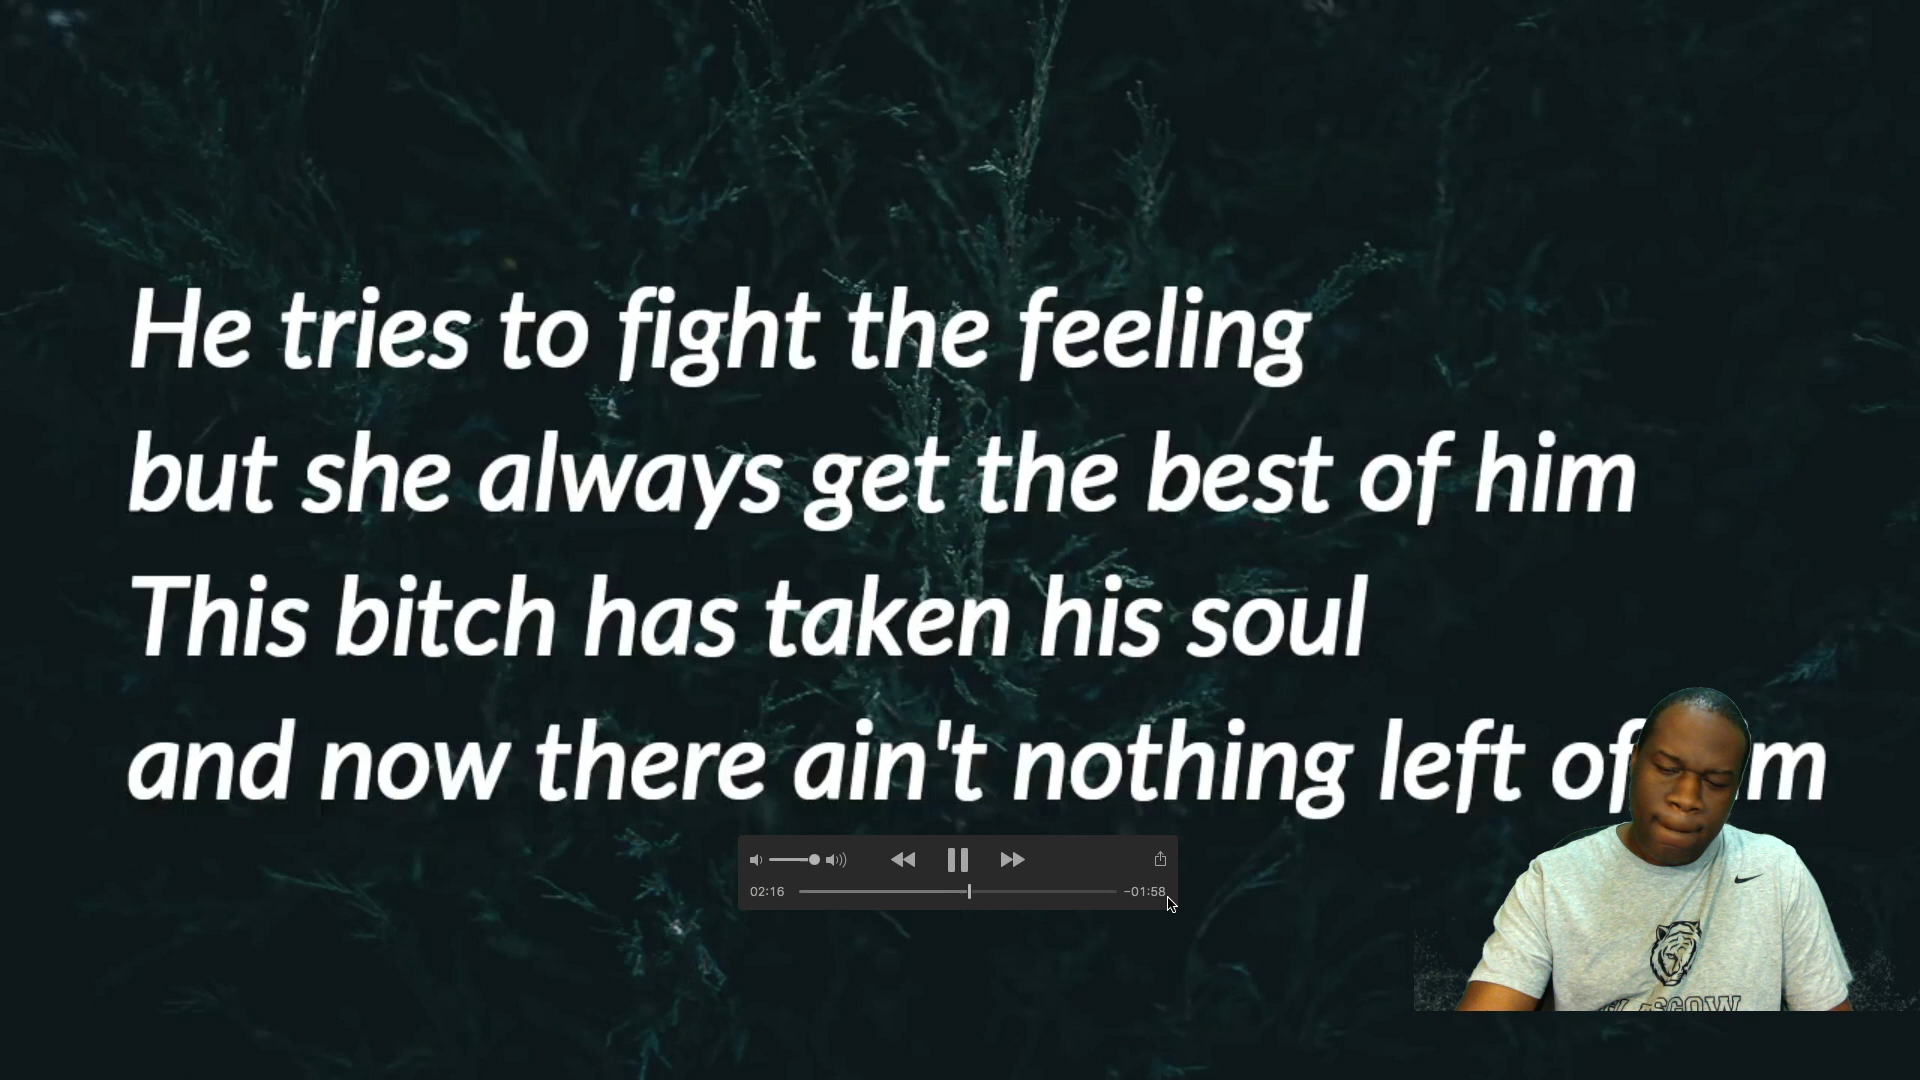 He tries to fight the feeling
but she always get the best of him
This bitch has taken his soul
and now there ain't nothing left of
02:16
−01:58